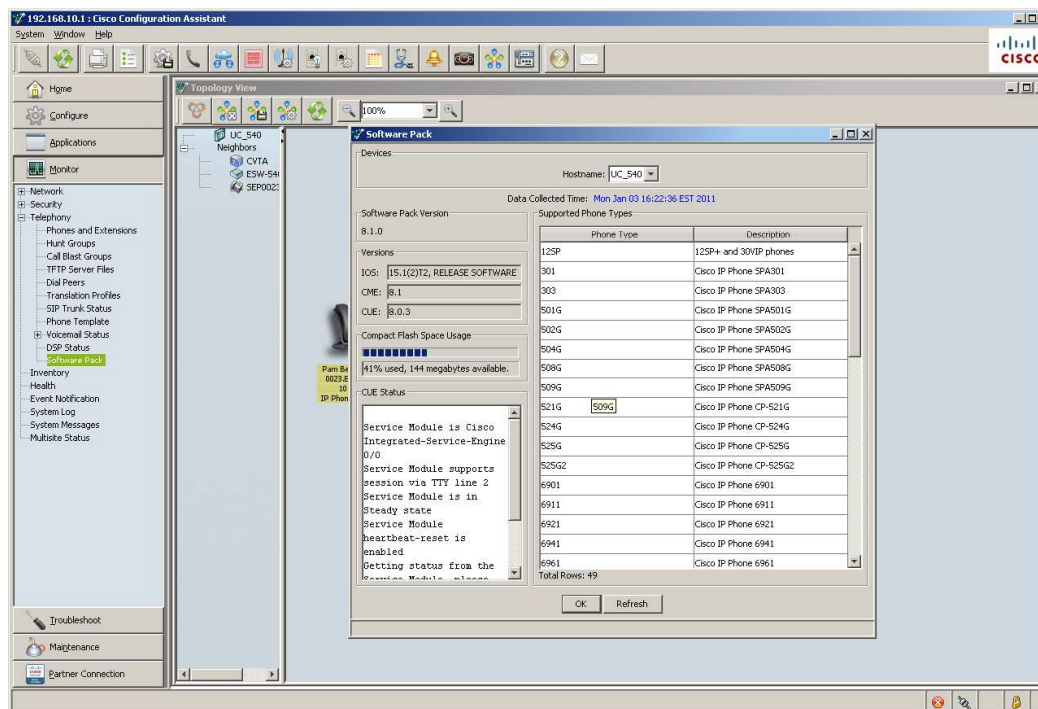 192.168.10.1 : Cisco Configuration Assistant
System Window Help
CISCO
Home
Configure
Applications
Monitor
Network
Security
Telephony
Phones and Extensions
Hunt Groups
Call Blast Groups
TFTP Server Files
Dial Peers
Translation Profiles
SIP Trunk Status
Phone Template
Voicemail Status
DSP Status
Software Pack
Inventory
Health
Event Notification
System Log
System Messages
Multisite Status
Troubleshoot
Maintenance
Partner Connection
Topology View
100%
UC_540
Neighbors
CVTA
ESW-54
SEP0023
Pam Be
0023.E
10
IP Phon
Software Pack
Devices
Hostname: UC_540
Data Collected Time: Mon Jan 03 16:22:36 EST 2011
Software Pack Version
8.1.0
Versions
IOS: 15.1(2)T2, RELEASE SOFTWARE
CME: 8.1
CUE: 8.0.3
Compact Flash Space Usage
41% used, 144 megabytes available.
CUE Status
Service Module is Cisco
Integrated-Service-Engine
0/0
Service Module supports
session via TTY line 2
Service Module is in
Steady state
Service Module
heartbeat-reset is
enabled
Getting status from the
Service Module, please
Supported Phone Types
Phone Type Description
12SP 12SP+ and 30VIP phones
301 Cisco IP Phone SPA301
303 Cisco IP Phone SPA303
501G Cisco IP Phone SPA501G
502G Cisco IP Phone SPA502G
504G Cisco IP Phone SPA504G
508G Cisco IP Phone SPA508G
509G Cisco IP Phone SPA509G
521G 509G Cisco IP Phone CP-521G
524G Cisco IP Phone CP-524G
525G Cisco IP Phone CP-525G
525G2 Cisco IP Phone CP-525G2
6901 Cisco IP Phone 6901
6911 Cisco IP Phone 6911
6921 Cisco IP Phone 6921
6941 Cisco IP Phone 6941
6961 Cisco IP Phone 6961
Total Rows: 49
OK Refresh